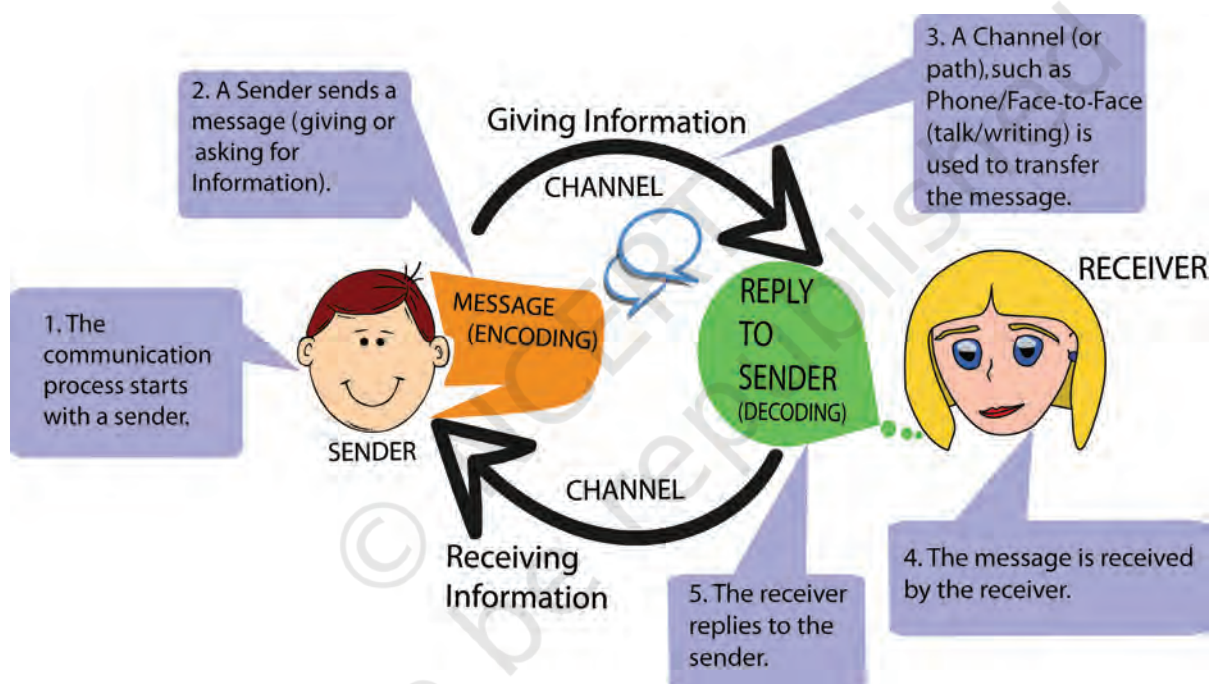 1. The
communication
process starts
with a sender.
2. A Sender sends a
message (giving or
asking for
Information).
Giving Information
CHANNEL
3. A Channel (or
path),such as
Phone/Face-to-Face
(talk/writing) is
used to transfer
the message.
MESSAGE
(ENCODING)
SENDER
REPLY
TO
SENDER
(DECODING)
RECEIVER
4. The message is received
by the receiver.
5. The receiver
replies to the
sender.
CHANNEL
Receiving
Information
© NCERT
be republished